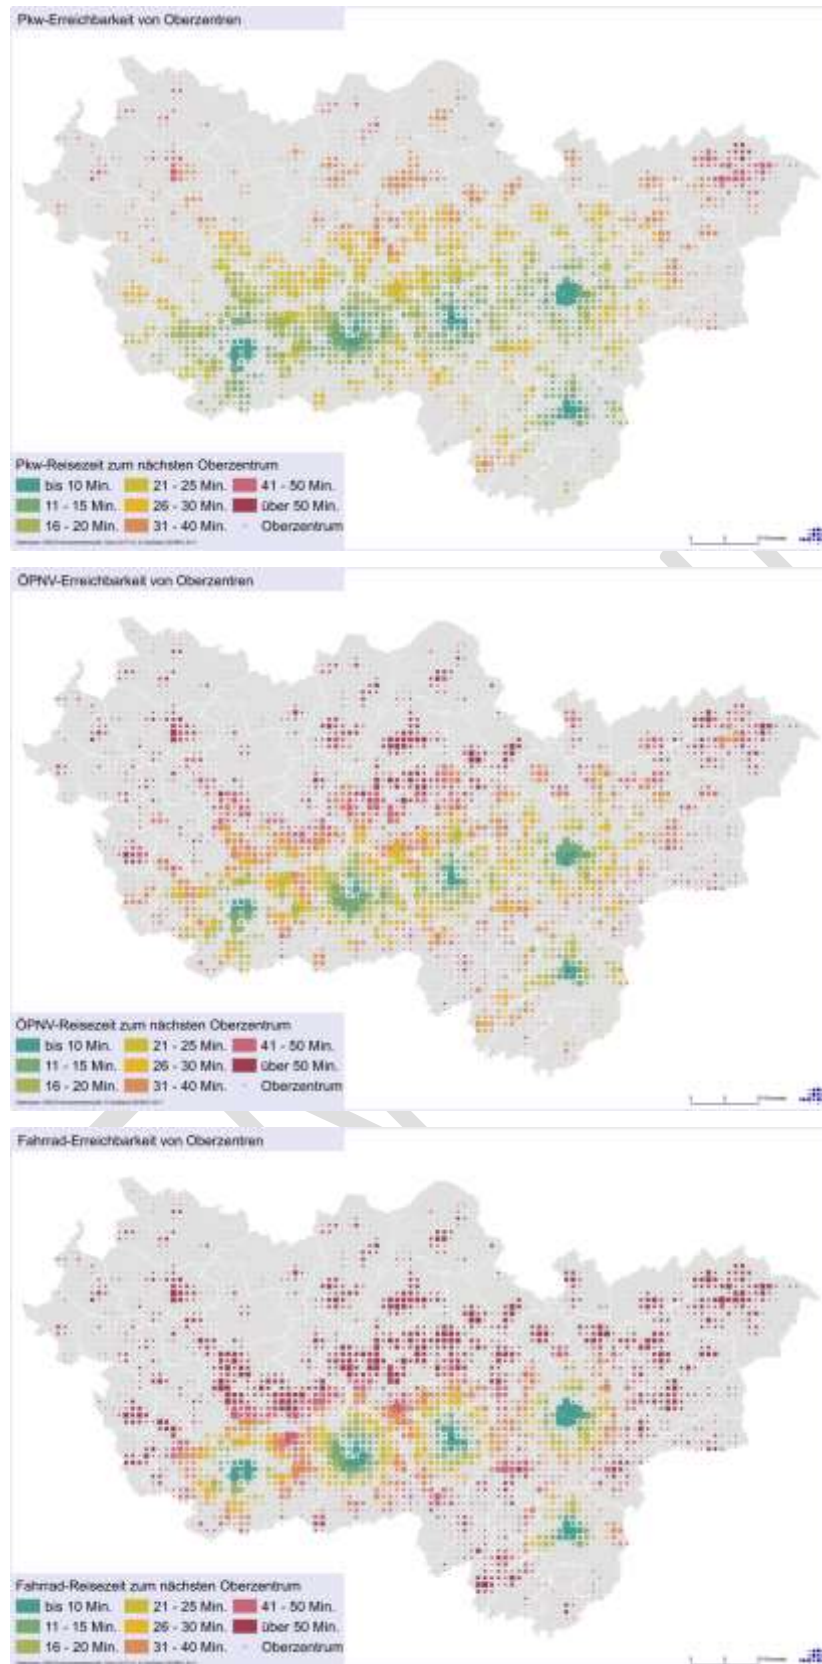 Pkw-Erreichbarkeit von Oberzentren
Pkw-Reisezeit zum nächsten Oberzentrum
bis 10 Min. 21 - 25 Min. 41 - 50 Min.
11 - 15 Min. 26 - 30 Min. über 50 Min.
16 - 20 Min. 31 - 40 Min. Oberzentrum
ÖPNV-Erreichbarkeit von Oberzentren
ÖPNV-Reisezeit zum nächsten Oberzentrum
bis 10 Min. 21 - 25 Min. 41 - 50 Min.
11 - 15 Min. 26 - 30 Min. über 50 Min.
16 - 20 Min. 31 - 40 Min. Oberzentrum
Fahrrad-Erreichbarkeit von Oberzentren
Fahrrad-Reisezeit zum nächsten Oberzentrum
bis 10 Min. 21 - 25 Min. 41 - 50 Min.
11 - 15 Min. 26 - 30 Min. über 50 Min.
16 - 20 Min. 31 - 40 Min. Oberzentrum